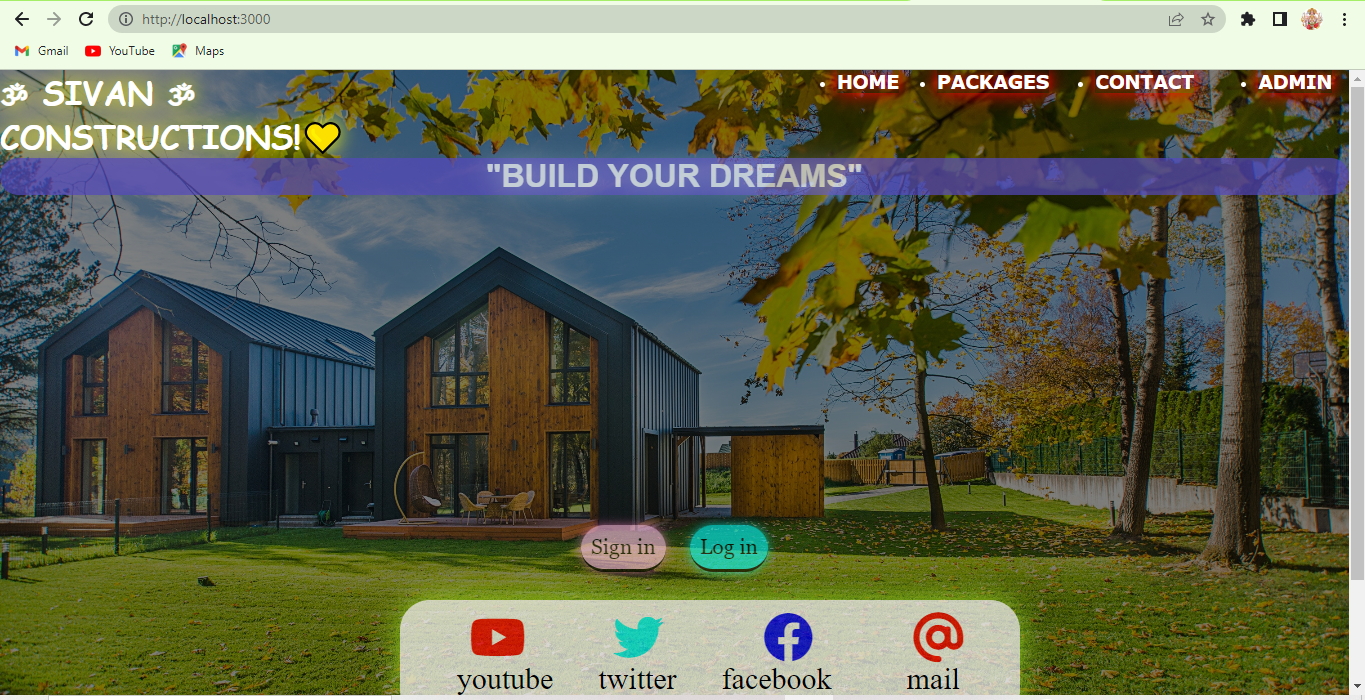 http://localhost:3000
Gmail YouTube Maps
🕉 SIVAN 🕉
CONSTRUCTIONS!💛
• HOME • PACKAGES • CONTACT • ADMIN
"BUILD YOUR DREAMS"
Sign in Log in
youtube twitter facebook mail